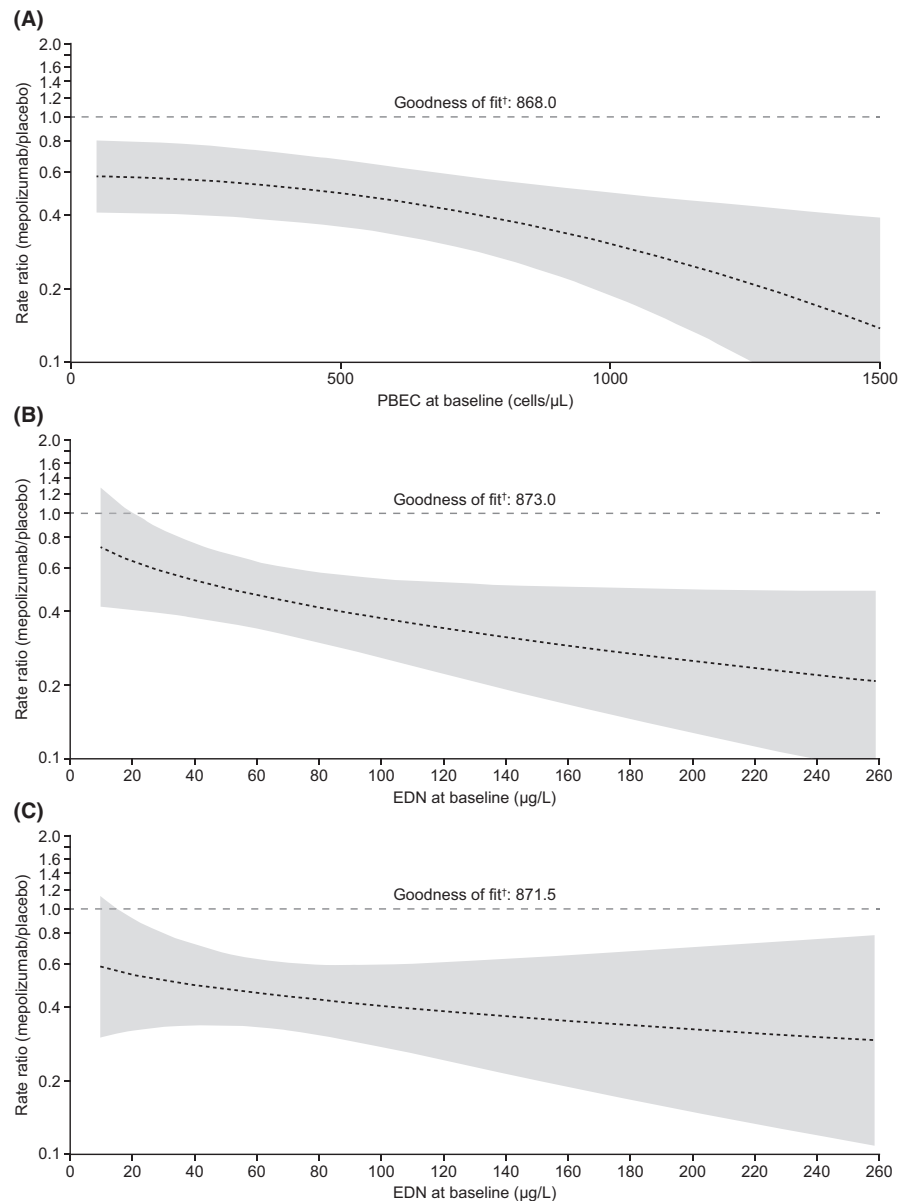 (A)
Rate ratio (mepolizumab/placebo)
2.0
1.6
1.4
1.2
1.0
0.8
0.6
0.4
0.2
0.1
Goodness of fit†: 868.0
0 500 1000 1500
PBEC at baseline (cells/µL)
(B)
Rate ratio (mepolizumab/placebo)
2.0
1.6
1.4
1.2
1.0
0.8
0.6
0.4
0.2
0.1
Goodness of fit†: 873.0
0 20 40 60 80 100 120 140 160 180 200 220 240 260
EDN at baseline (µg/L)
(C)
Rate ratio (mepolizumab/placebo)
2.0
1.6
1.4
1.2
1.0
0.8
0.6
0.4
0.2
0.1
Goodness of fit†: 871.5
0 20 40 60 80 100 120 140 160 180 200 220 240 260
EDN at baseline (µg/L)